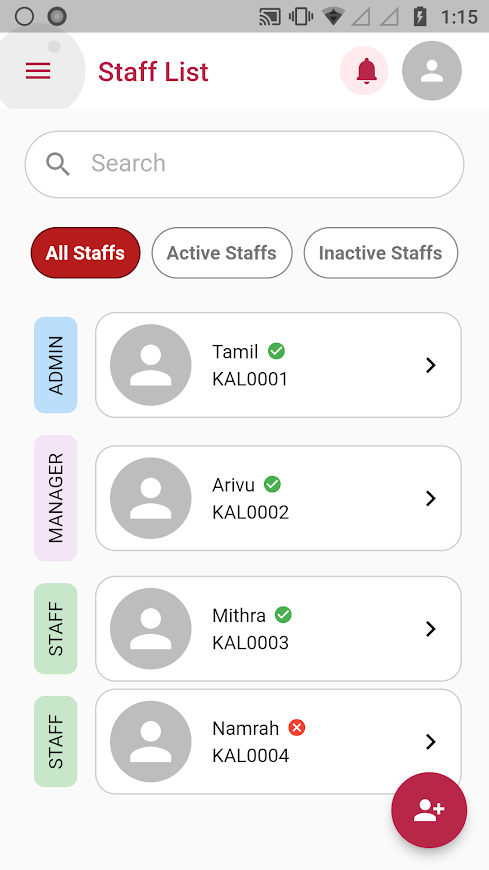 1:15
Staff List
Search
All Staffs
Active Staffs
Inactive Staffs
ADMIN
Tamil
KAL0001
MANAGER
Arivu
KAL0002
STAFF
Mithra
KAL0003
STAFF
Namrah
KAL0004